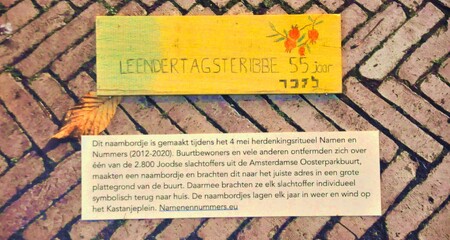 LEENDERTAGSTERIBBE 55 jaar
לזכר
Dit naambordje is gemaakt tijdens het 4 mei herdenkingsritueel Namen en
Nummers (2012-2020). Buurtbewoners en vele anderen ontfermden zich over
één van de 2.800 Joodse slachtoffers uit de Amsterdamse Oosterparkbuurt,
maakten een naambordje en brachten dit naar het juiste adres in een grote
plattegrond van de buurt. Daarmee brachten ze elk slachtoffer individueel
symbolisch terug naar huis. De naambordjes lagen elk jaar in weer en wind op
het Kastanjeplein. Namenennummers.eu